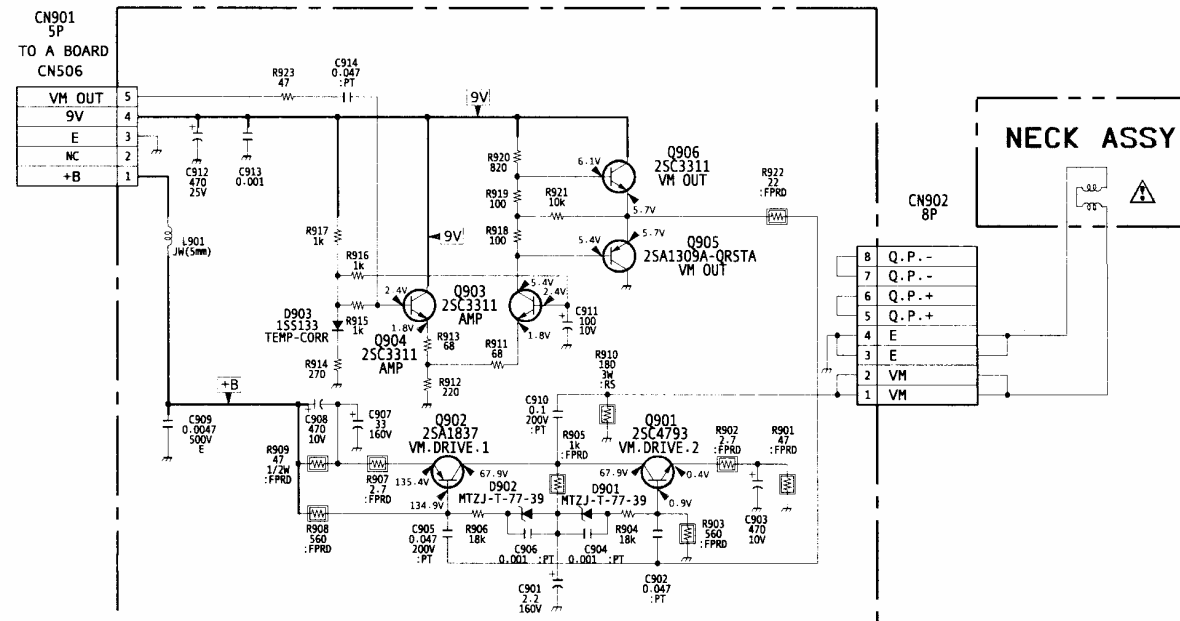 CN901
5P
TO A BOARD
CN506
VM OUT 5
9V 4
E 3
NC 2
+B 1
R923
47
C914
0.047
:PT
9V
C912
470
25V
C913
0.001
L901
JW(5mm)
R917
1k
R916
1k
R915
1k
D903
1SS133
TEMP-CORR
R914
270
2.4V
1.8V
9V
Q903
2SC3311
AMP
Q904
2SC3311
AMP
R913
68
R911
68
R912
220
R920
820
R919
100
R918
100
R921
10k
5.4V
2.4V
1.8V
C911
100
10V
6.1V
Q906
2SC3311
VM OUT
5.7V
5.7V
5.4V
Q905
2SA1309A-QRSTA
VM OUT
R922
22
:FPRD
NECK ASSY
CN902
8P
8 Q.P.-
7 Q.P.-
6 Q.P.+
5 Q.P.+
4 E
3 E
2 VM
1 VM
+B
C909
0.0047
500V
E
R909
47
1/2W
:FPRD
C908
470
10V
C907
33
160V
R907
2.7
:FPRD
R908
560
:FPRD
Q902
2SA1837
VM.DRIVE.1
135.4V
134.9V
67.9V
C905
0.047
200V
:PT
R906
18k
D902
MTZJ-T-77-39
C906
0.001 :PT
C910
0.1
200V
:PT
R905
1k
:FPRD
R910
180
3W
:RS
D901
MTZJ-T-77-39
C904
0.001 :PT
R904
18k
C901
2.2
160V
Q901
2SC4793
VM.DRIVE.2
67.9V
0.4V
0.9V
C902
0.047
:PT
R903
560
:FPRD
R902
2.7
:FPRD
R901
47
:FPRD
C903
470
10V